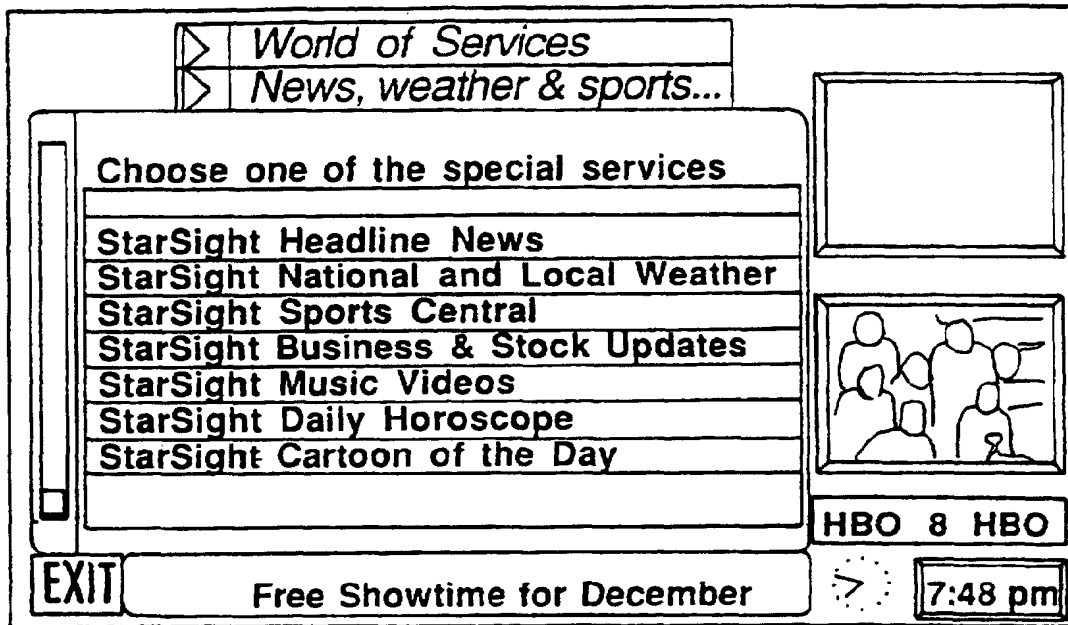 World of Services
News, weather & sports...
Choose one of the special services
StarSight Headline News
StarSight National and Local Weather
StarSight Sports Central
StarSight Business & Stock Updates
StarSight Music Videos
StarSight Daily Horoscope
StarSight Cartoon of the Day
HBO 8 HBO
EXIT
Free Showtime for December
7:48 pm